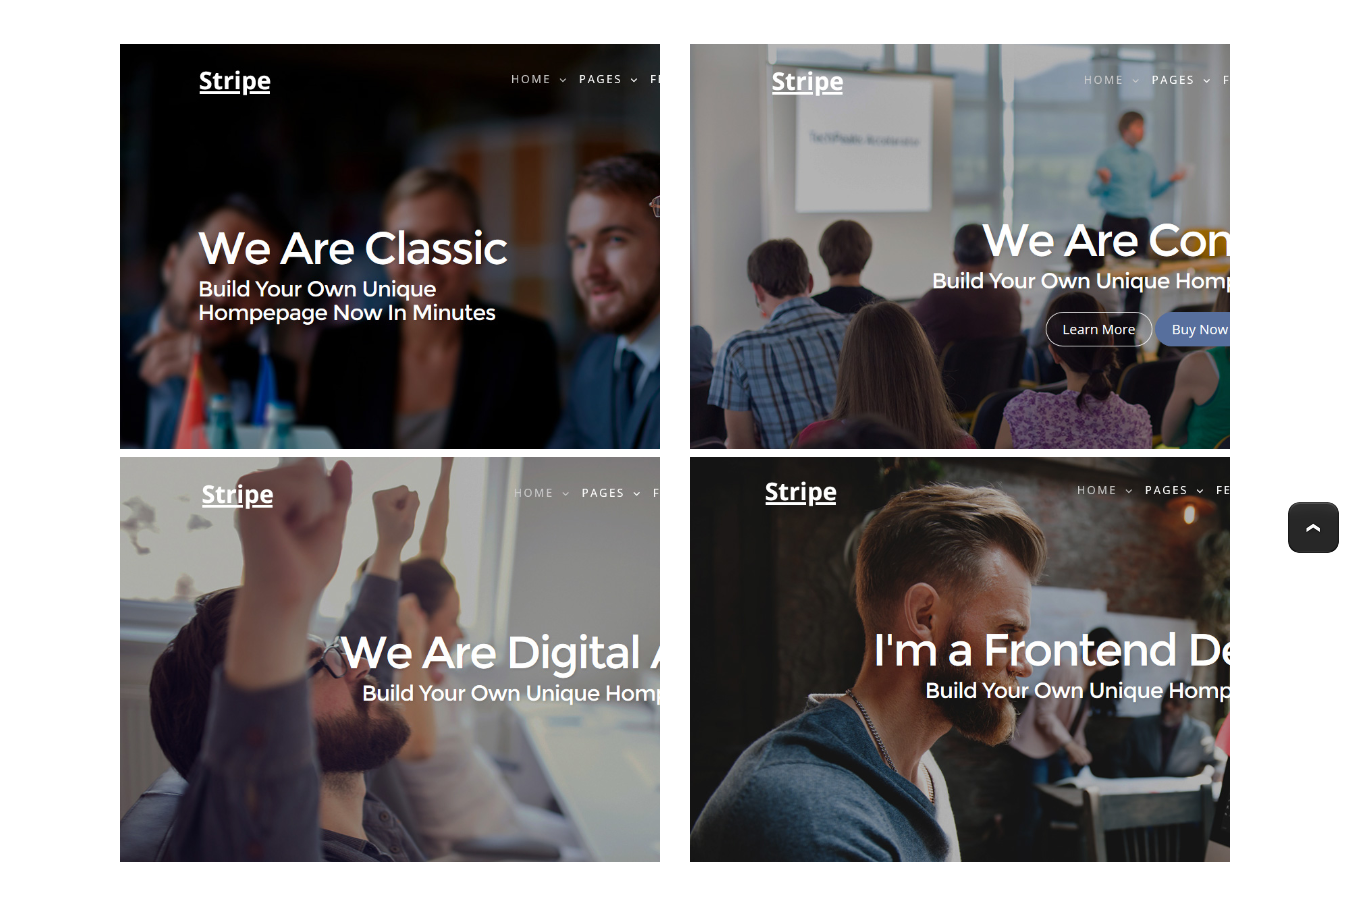 Stripe
HOME PAGES
We Are Classic
Build Your Own Unique
Hompepage Now In Minutes
Stripe
HOME PAGES
TechPeaks Accelerator
We Are Con
Build Your Own Unique Homp
Learn More Buy Now
Stripe
HOME PAGES F
We Are Digital A
Build Your Own Unique Homp
Stripe
HOME PAGES FE
I'm a Frontend De
Build Your Own Unique Homp